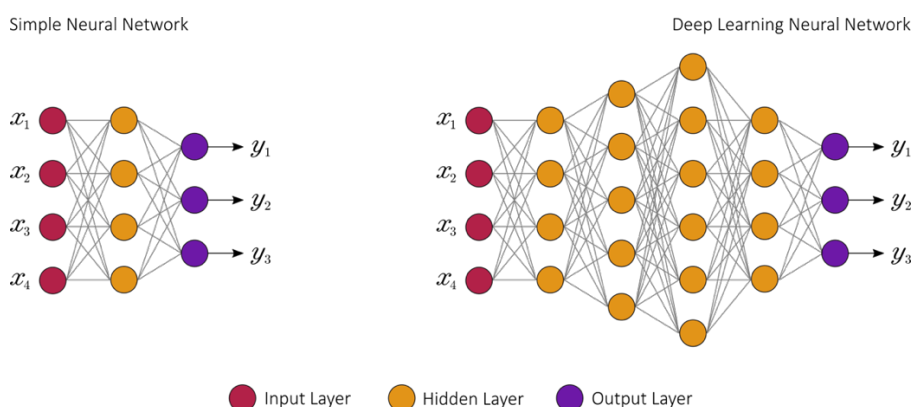 Simple Neural Network
Deep Learning Neural Network
x1
x2
x3
x4
y1
y2
y3
x1
x2
x3
x4
y1
y2
y3
Input Layer
Hidden Layer
Output Layer